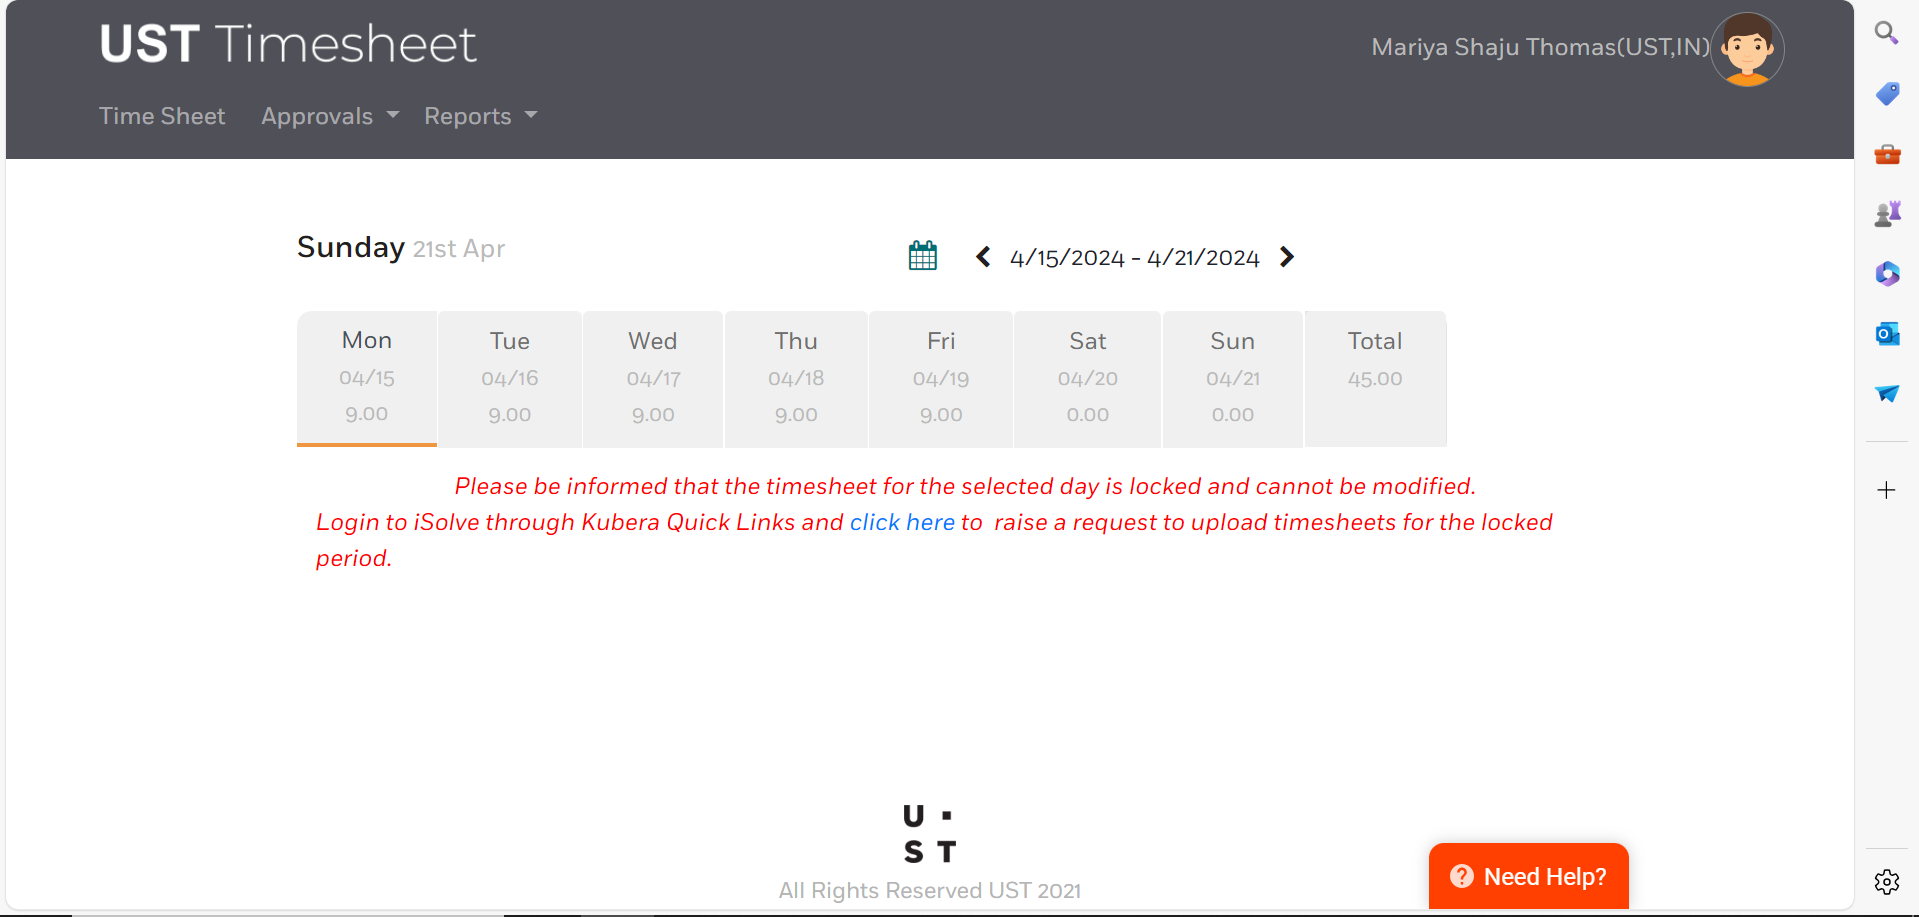 UST Timesheet
Mariya Shaju Thomas(UST,IN)
Time Sheet Approvals Reports
Sunday 21st Apr
4/15/2024 - 4/21/2024
Mon Tue Wed Thu Fri Sat Sun Total
04/15 04/16 04/17 04/18 04/19 04/20 04/21 45.00
9.00 9.00 9.00 9.00 9.00 0.00 0.00
Please be informed that the timesheet for the selected day is locked and cannot be modified.
Login to iSolve through Kubera Quick Links and click here to raise a request to upload timesheets for the locked
period.
U
S T
All Rights Reserved UST 2021
? Need Help?